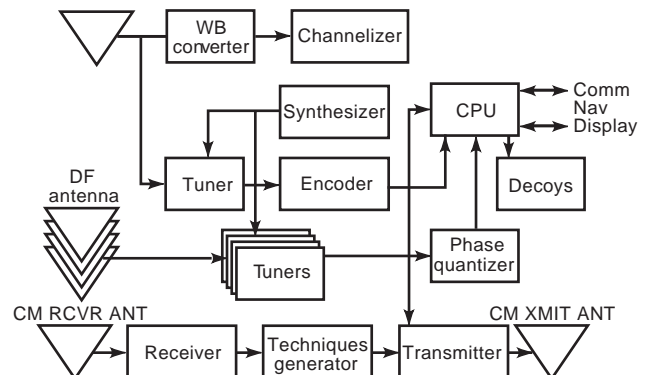 WB
converter
Channelizer
Synthesizer
CPU
Comm
Nav
Display
Tuner
Encoder
Decoys
DF
antenna
Tuners
Phase
quantizer
CM RCVR ANT
CM XMIT ANT
Receiver
Techniques
generator
Transmitter